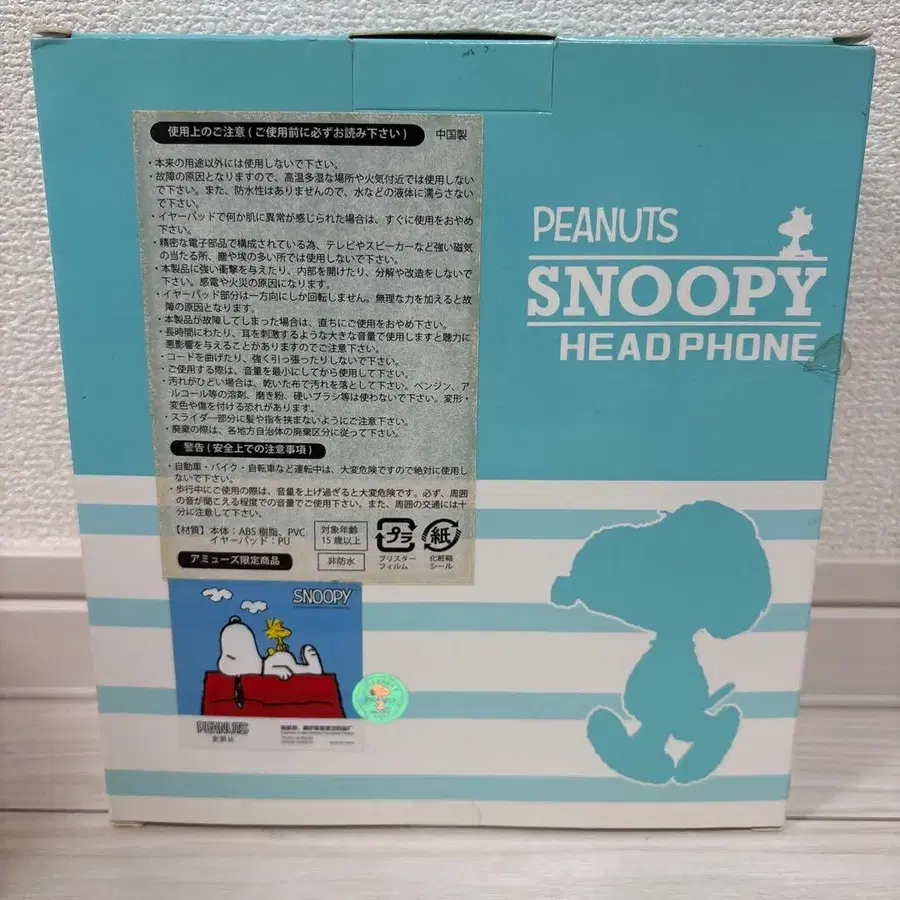 使用上のご注意 ( ご使用前に必ずお読み下さい )
中国製
・本来の用途以外には使用しないで下さい。
・故障の原因となりますので、高温多湿な場所や火気付近では使用しない
で下さい。また、防水性はありませんので、水などの液体に濡らさない
で下さい。
・イヤーパッドで何か肌に異常が感じられた場合は、すぐに使用をおやめ
下さい。
・精密な電子部品で構成されている為、テレビやスピーカーなど強い磁気
の当たる所、塵や埃の多い所では使用しないで下さい。
・本製品に強い衝撃を与えたり、内部を開けたり、分解や改造をしないで
下さい。感電や火災の原因になります。
・イヤーパッド部分は一方向にしか回転しません。無理な力を加えると故
障の原因となります。
・本製品が故障してしまった場合は、直ちにご使用をおやめ下さい。
・長時間にわたり、耳を刺激するような大きな音量で使用しますと聴力に
悪影響を与えることがありますのでご注意下さい。
・コードを曲げたり、強く引っ張ったりしないで下さい。
・ご使用する際は、音量を最小にしてから使用して下さい。
・汚れがひどい場合は、乾いた布で汚れを落として下さい。ベンジン、ア
ルコール等の溶剤、磨き粉、硬いブラシ等は使わないで下さい。変形・
変色や傷を付ける恐れがあります。
・スライダー部分に髪や指を挟まないようにご注意下さい。
・廃棄の際は、各地方自治体の廃棄区分に従って下さい。
警告 ( 安全上での注意事項 )
・自動車・バイク・自転車など運転中は、大変危険ですので絶対に使用し
ないで下さい。
・歩行中にご使用の際は、音量を上げ過ぎると大変危険です。必ず、周囲
の音が聞こえる程度での音量でご使用下さい。また、周囲の交通には十
分に注意して下さい。
【材質】本体：ABS 樹脂、PVC
イヤーパッド：PU
対象年齢
15 歳以上
アミューズ限定商品
非防水
プラ
ブリスター
フィルム
紙
化粧箱
シール
PEANUTS
SNOOPY
HEADPHONE
SNOOPY
PEANUTS